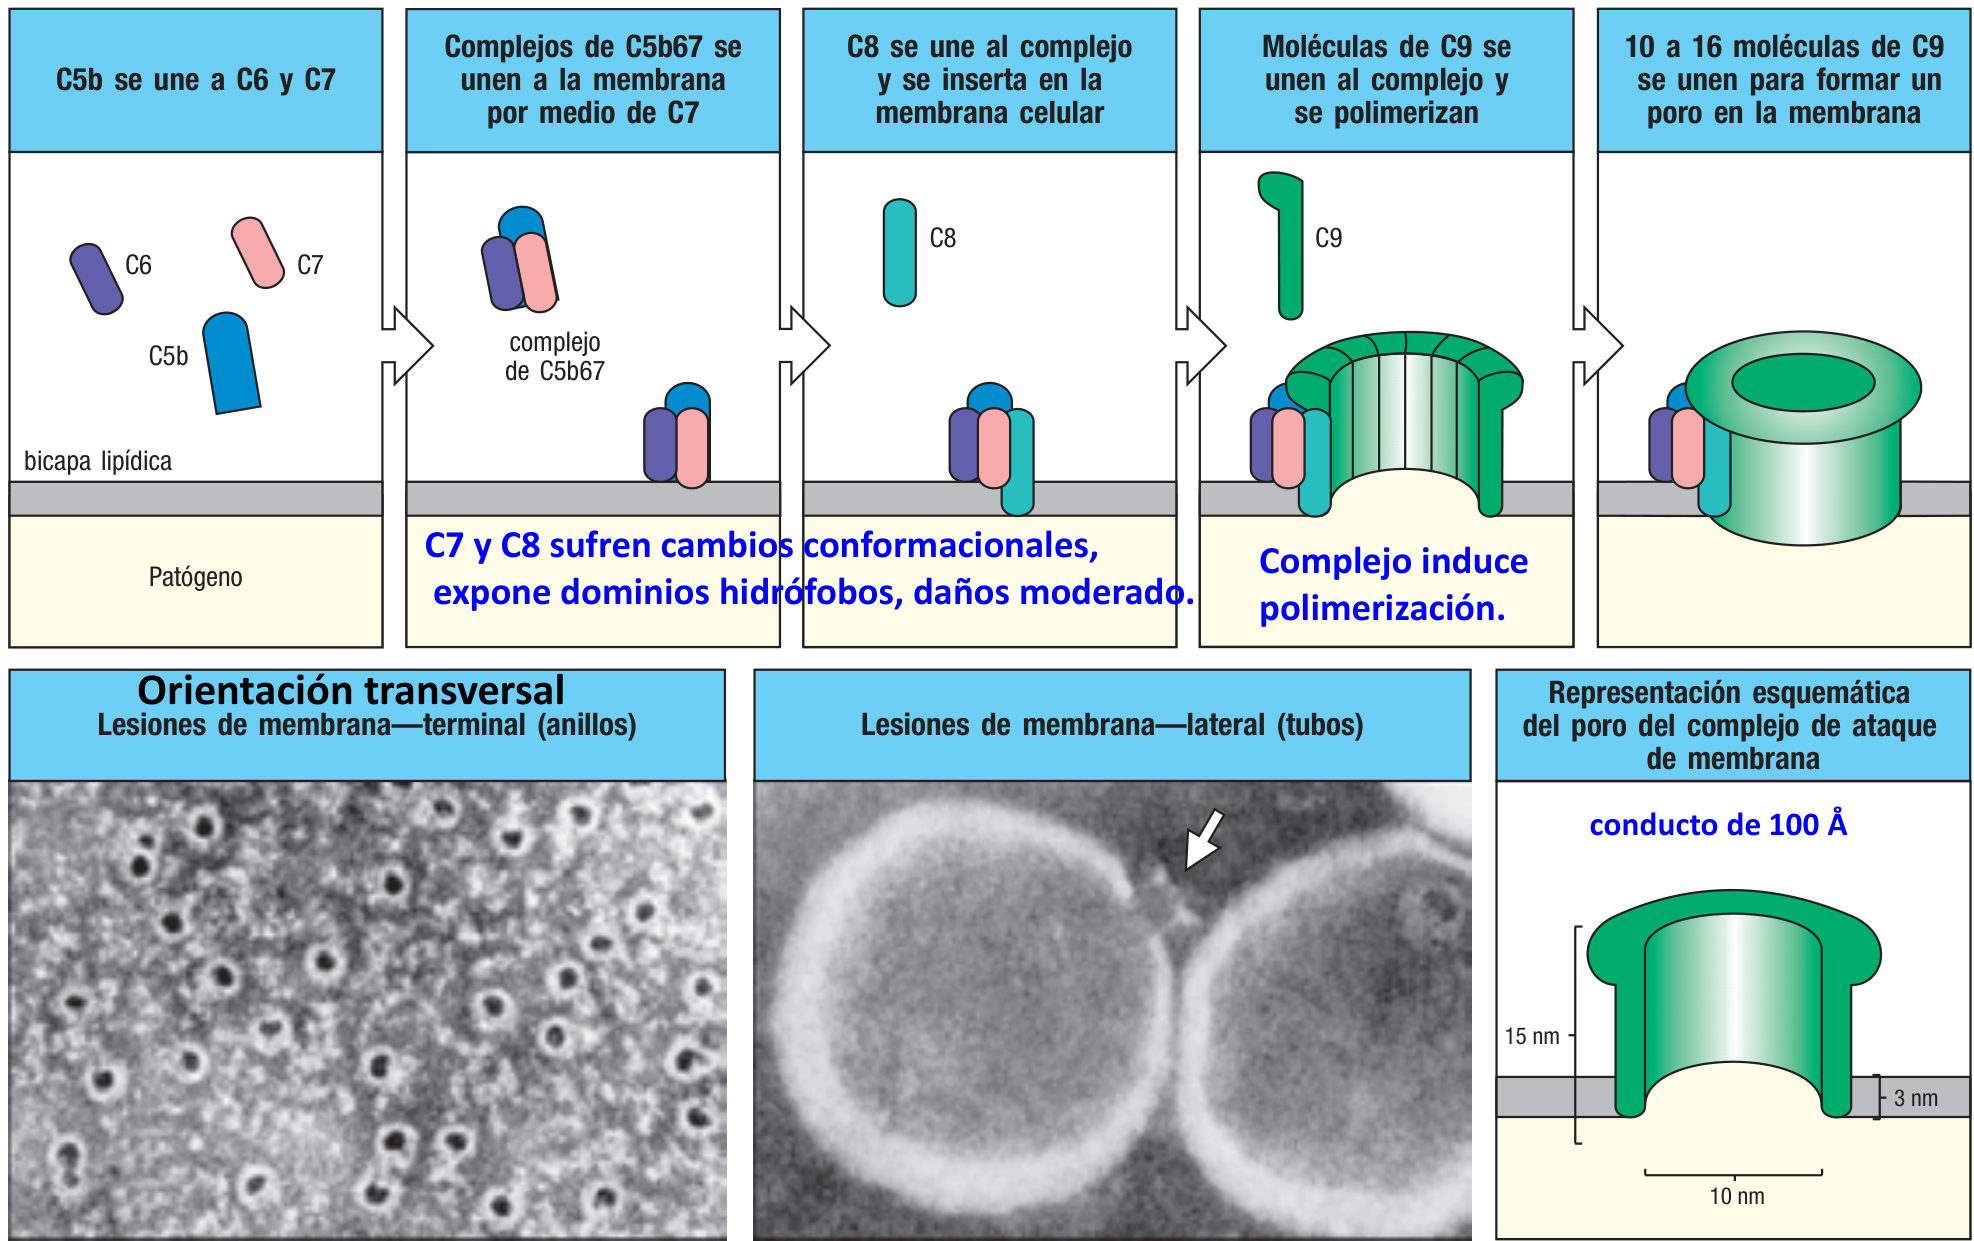 C5b se une a C6 y C7
C6
C7
C5b
bicapa lipídica
Patógeno
Complejos de C5b67 se
unen a la membrana
por medio de C7
complejo
de C5b67
C8 se une al complejo
y se inserta en la
membrana celular
C8
C7 y C8 sufren cambios conformacionales,
expone dominios hidrófobos, daños moderado.
Moléculas de C9 se
unen al complejo y
se polimerizan
C9
Complejo induce
polimerización.
10 a 16 moléculas de C9
se unen para formar un
poro en la membrana
Orientación transversal
Lesiones de membrana—terminal (anillos)
Lesiones de membrana—lateral (tubos)
Representación esquemática
del poro del complejo de ataque
de membrana
conducto de 100 Å
15 nm
3 nm
10 nm